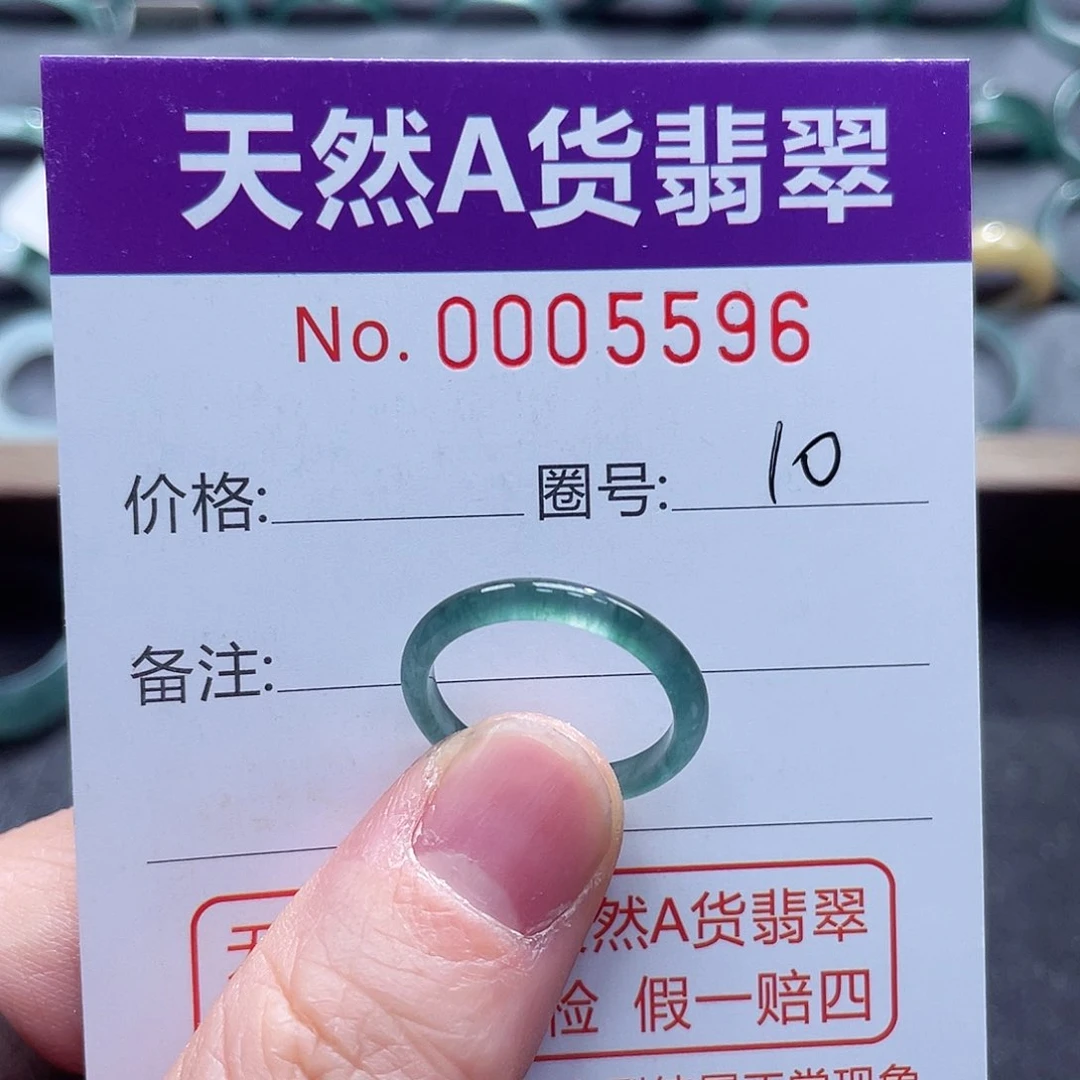 天然A货翡翠
No. 0005596
价格: 圈号: 10
备注:
然A货翡翠
检 假一赔四